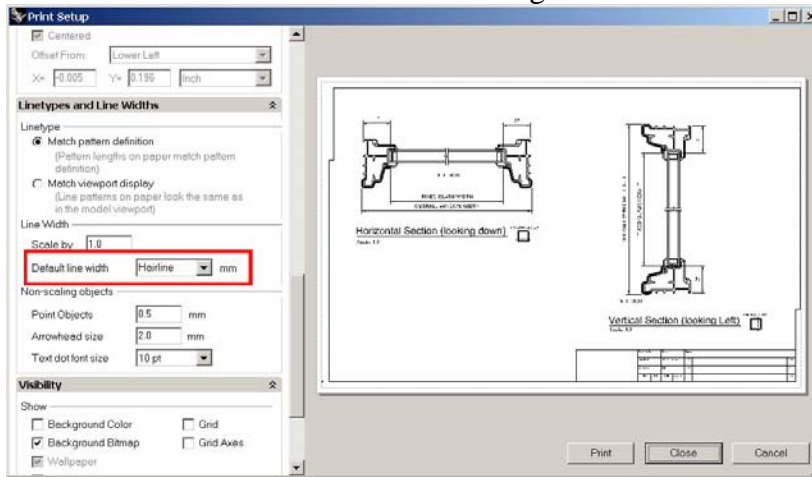 Print Setup
Centered
Offset From: Lower Left
X= -0.005 Y= 0.196 Inch
Linetypes and Line Widths
Linetype
Match pattern definition
(Pattern lengths on paper match pattern
definition)
Match viewport display
(Line patterns on paper look the same as
in the model viewport)
Line Width
Scale by 1.0
Default line width Hairline mm
Non-scaling objects
Point Objects 0.5 mm
Arrowhead size 2.0 mm
Text dot font size 10 pt
Visibility
Show
Background Color Grid
Background Bitmap Grid Axes
Wallpaper
Horizontal Section (looking down)
Vertical Section (looking Left)
Print Close Cancel